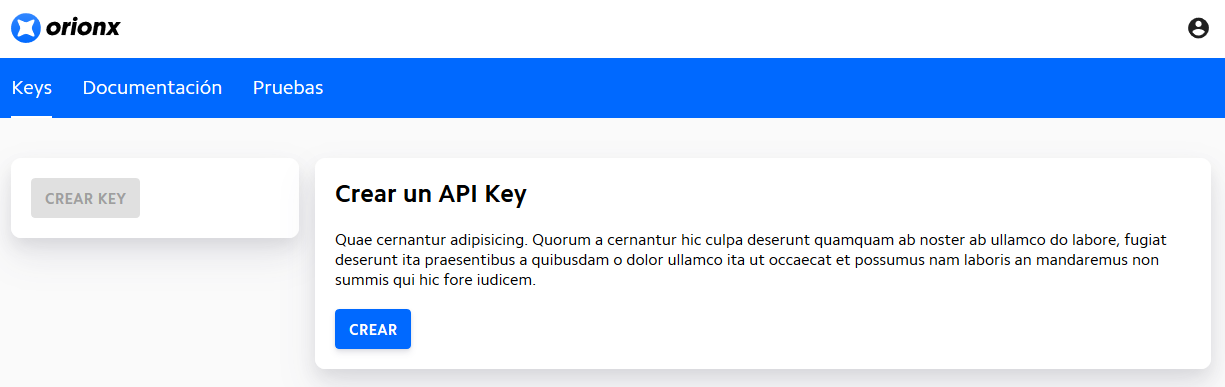 orionx
Keys Documentación Pruebas
CREAR KEY
Crear un API Key
Quae cernantur adipisicing. Quorum a cernantur hic culpa deserunt quamquam ab noster ab ullamco do labore, fugiat
deserunt ita praesentibus a quibusdam o dolor ullamco ita ut occaecat et possumus nam laboris an mandaremus non
summis qui hic fore iudicem.
CREAR